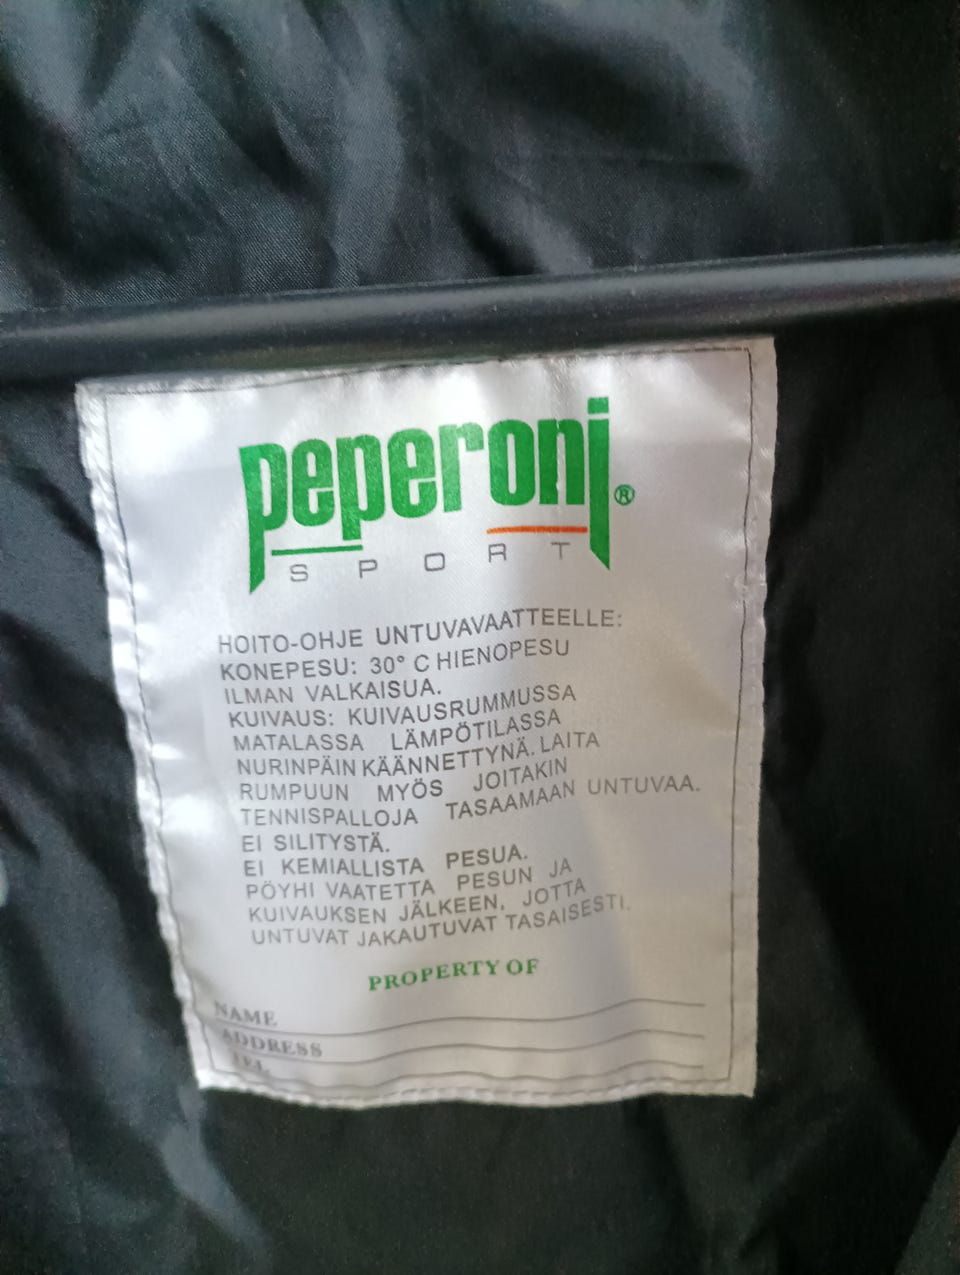 peperoni®
SPORT
HOITO-OHJE UNTUVAVAATTEELLE:
KONEPESU: 30° C HIENOPESU
ILMAN VALKAISUA.
KUIVAUS: KUIVAUSRUMMUSSA
MATALASSA LÄMPÖTILASSA
NURINPÄIN KÄÄNNETTYNÄ. LAITA
RUMPUUN MYÖS JOITAKIN
TENNISPALLOJA TASAAMAAN UNTUVAA.
EI SILITYSTÄ.
EI KEMIALLISTA PESUA.
PÖYHI VAATETTA PESUN JA
KUIVAUKSEN JÄLKEEN, JOTTA
UNTUVAT JAKAUTUVAT TASAISESTI.
PROPERTY OF
NAME
ADDRESS
TEL